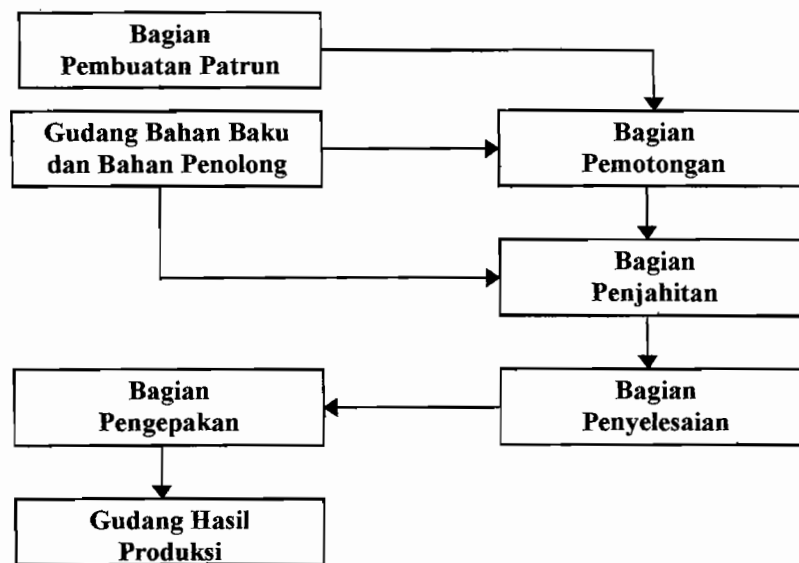 Bagian
Pembuatan Patrun
Gudang Bahan Baku
dan Bahan Penolong
Bagian
Pemotongan
Bagian
Penjahitan
Bagian
Pengepakan
Bagian
Penyelesaian
Gudang Hasil
Produksi